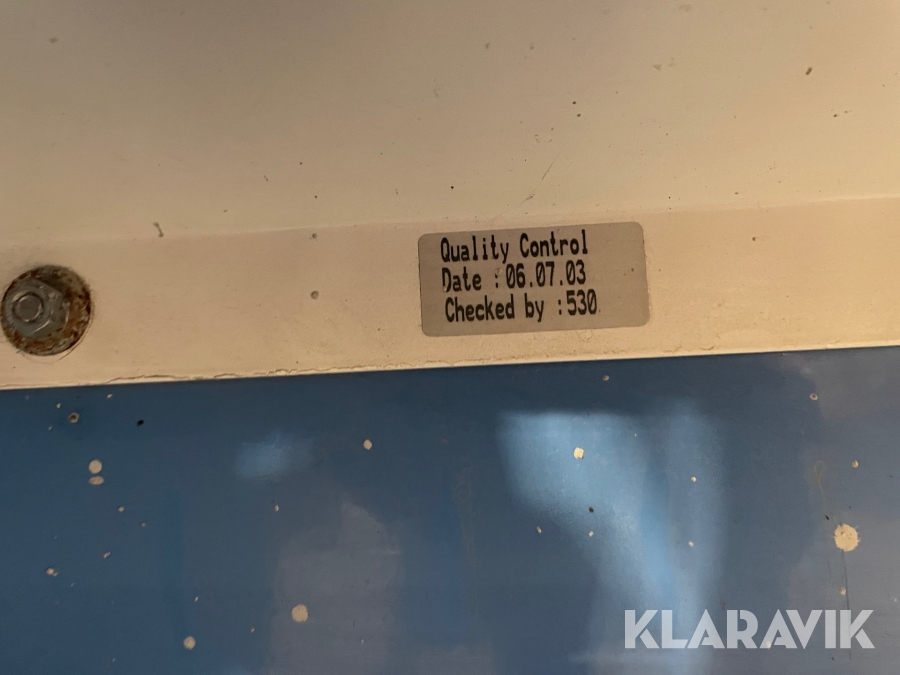 Quality Control
Date : 06.07.03
Checked by : 530
KLARAVIK